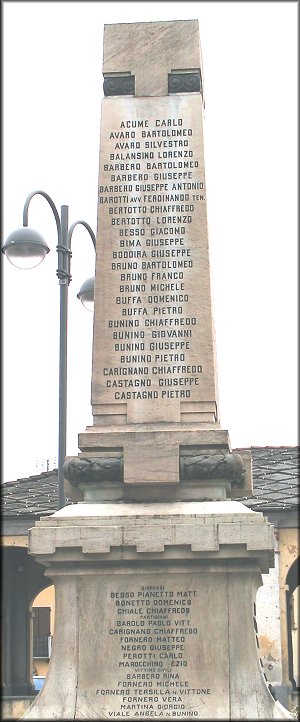 ACUME CARLO
AVARO BARTOLOMEO
AVARO SILVESTRO
BALANSINO LORENZO
BARBERO BARTOLOMEO
BARBERO GIUSEPPE
BARBERO GIUSEPPE ANTONIO
BAROTTI AVV. FERDINANDO TEN.
BERTOTTO CHIAFFREDO
BERTOTTO LORENZO
BESSO GIACOMO
BIMA GIUSEPPE
BODOIRA GIUSEPPE
BRUNO BARTOLOMEO
BRUNO FRANCO
BRUNO MICHELE
BUFFA DOMENICO
BUFFA PIETRO
BUNINO CHIAFFREDO
BUNINO GIOVANNI
BUNINO GIUSEPPE
BUNINO PIETRO
CARIGNANO CHIAFFREDO
CASTAGNO GIUSEPPE
CASTAGNO PIETRO
DISPERSI
BESSO PIANETTO MATT.
BONETTO DOMENICO
CHIALE CHIAFFREDO
PARTIGIANI
BAROLO PAOLO VITT.
CARIGNANO CHIAFFREDO
FORNERO MATTEO
NEGRO GIUSEPPE
PEROTTI CARLO
MAROCCHINO EZIO
VITTIME CIVILI
BARBERO RINA
FORNERO MICHELE
FORNERO TERSILLA N. VITTONE
FORNERO VERA
MARTINA GIORGIO
VIALE ANGELA N. BUNINO